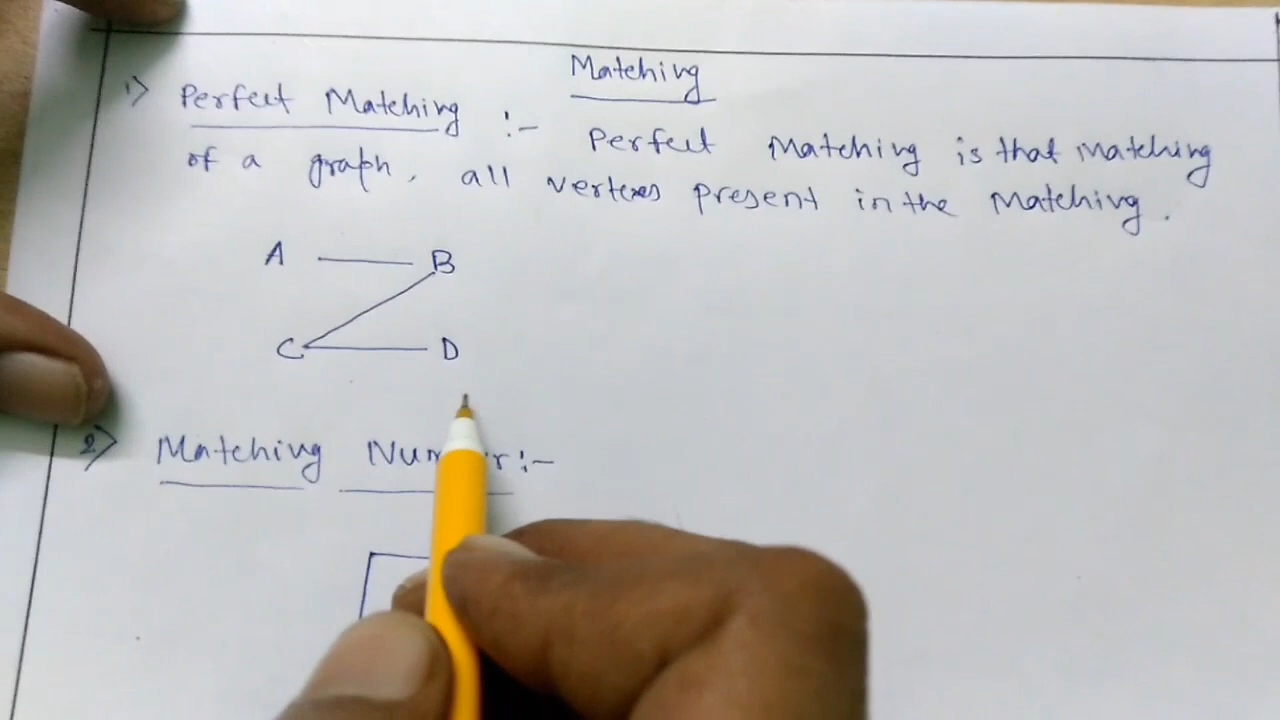 Matching
1) Perfect Matching :- Perfect Matching is that Matching
of a graph, all vertexes present in the Matching.
A B
C D
2) Matching :-